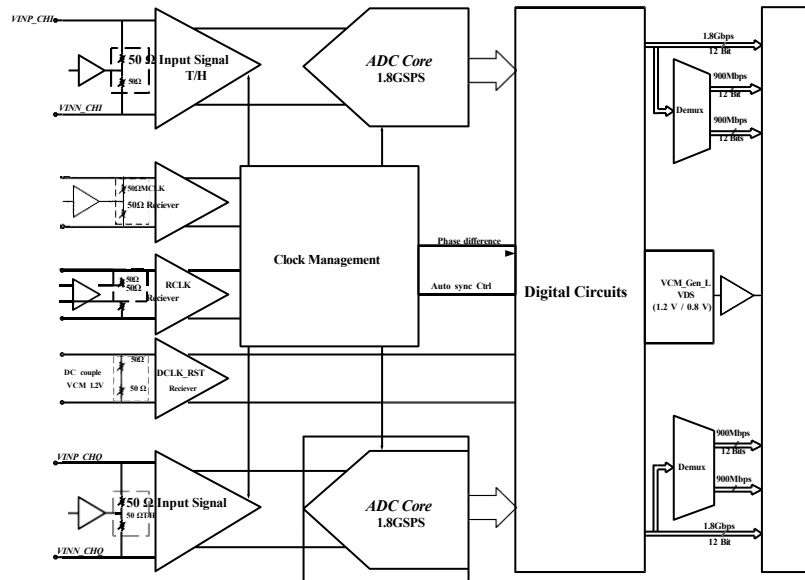 VINP_CHI
50 Ω Input Signal
T/H
50Ω
VINN_CHI
ADC Core
1.8GSPS
1.8Gbps
12 Bit
900Mbps
12 Bit
Demux
900Mbps
12 Bits
50ΩMCLK
50Ω Reciever
Clock Management
Phase difference
Auto sync Ctrl
Digital Circuits
50Ω
50Ω
RCLK
Reciever
VCM_Gen_L
VDS
(1.2 V / 0.8 V)
DC couple
VCM 1.2V
50Ω
50 Ω
DCLK_RST
Reciever
VINP_CHQ
50 Ω Input Signal
50 ΩT/H
VINN_CHQ
ADC Core
1.8GSPS
900Mbps
12 Bits
Demux
900Mbps
1.8Gbps
12 Bit